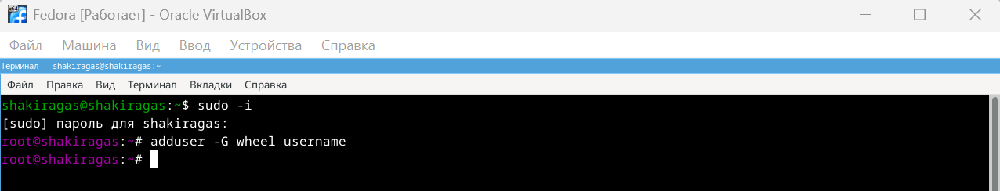 x64
Fedora [Работает] - Oracle VirtualBox
Файл Машина Вид Ввод Устройства Справка
Терминал - shakiragas@shakiragas:~
Файл Правка Вид Терминал Вкладки Справка
shakiragas@shakiragas:~$ sudo -i
[sudo] пароль для shakiragas:
root@shakiragas:~# adduser -G wheel username
root@shakiragas:~#